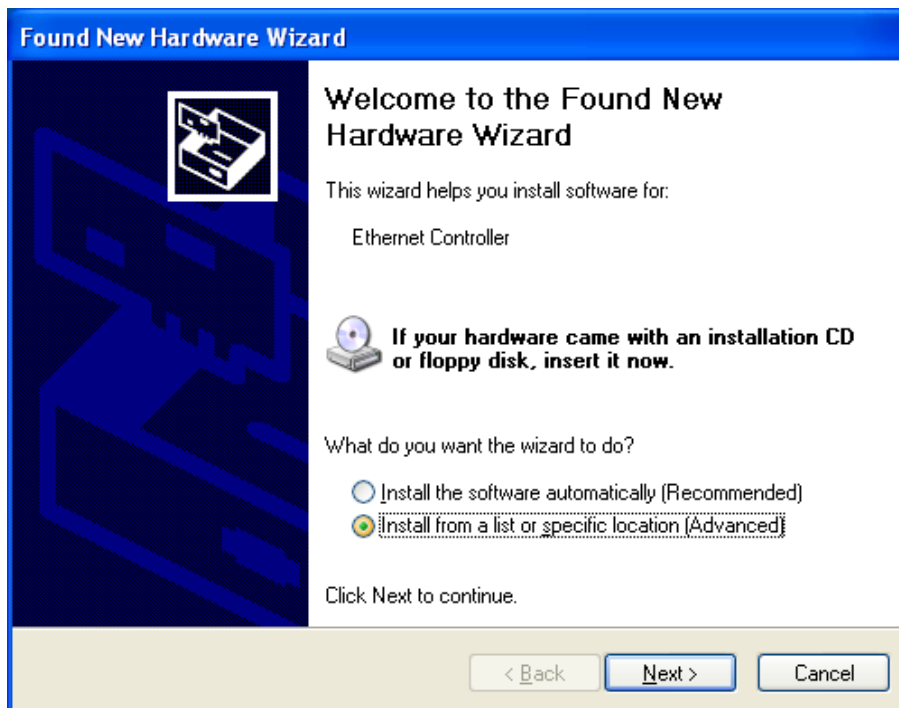 Found New Hardware Wizard
Welcome to the Found New
Hardware Wizard
This wizard helps you install software for:
Ethernet Controller
If your hardware came with an installation CD
or floppy disk, insert it now.
What do you want the wizard to do?
Install the software automatically (Recommended)
Install from a list or specific location (Advanced)
Click Next to continue.
< Back
Next >
Cancel